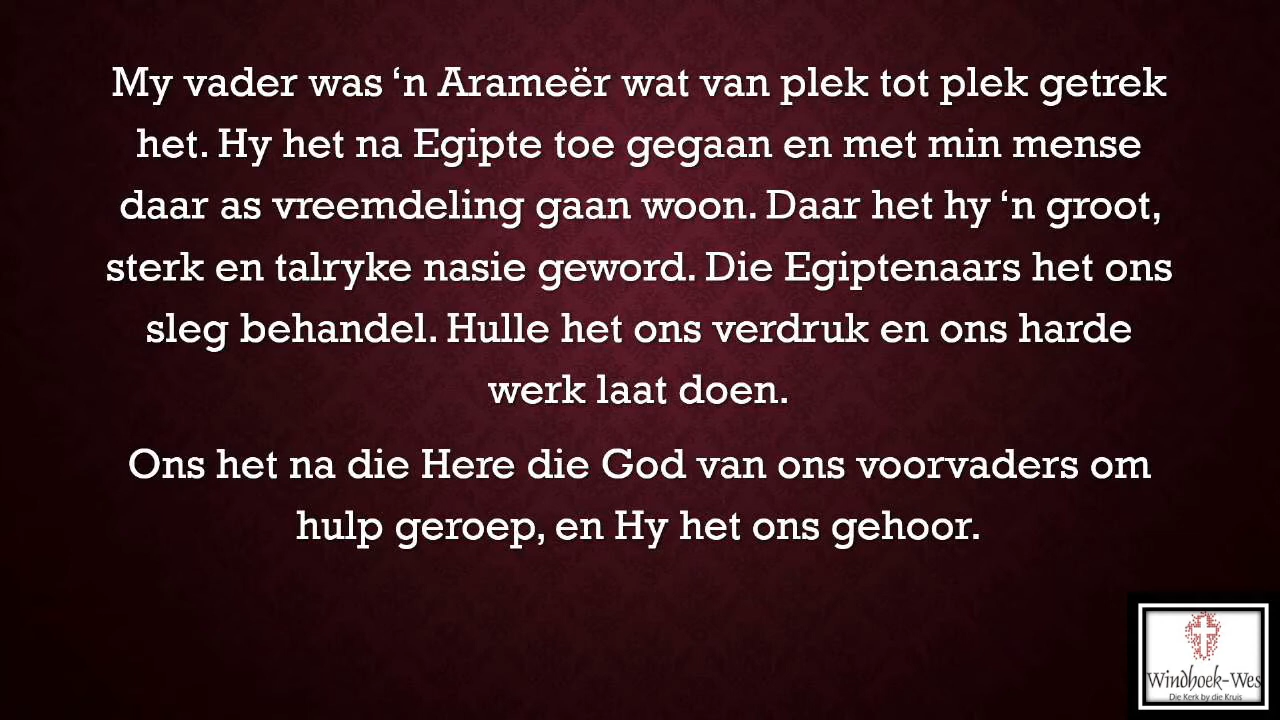 My vader was ‘n Arameër wat van plek tot plek getrek
het. Hy het na Egipte toe gegaan en met min mense
daar as vreemdeling gaan woon. Daar het hy ‘n groot,
sterk en talryke nasie geword. Die Egiptenaars het ons
sleg behandel. Hulle het ons verdruk en ons harde
werk laat doen.
Ons het na die Here die God van ons voorvaders om
hulp geroep, en Hy het ons gehoor.
Windhoek-Wes
Die Kerk by die Kruis